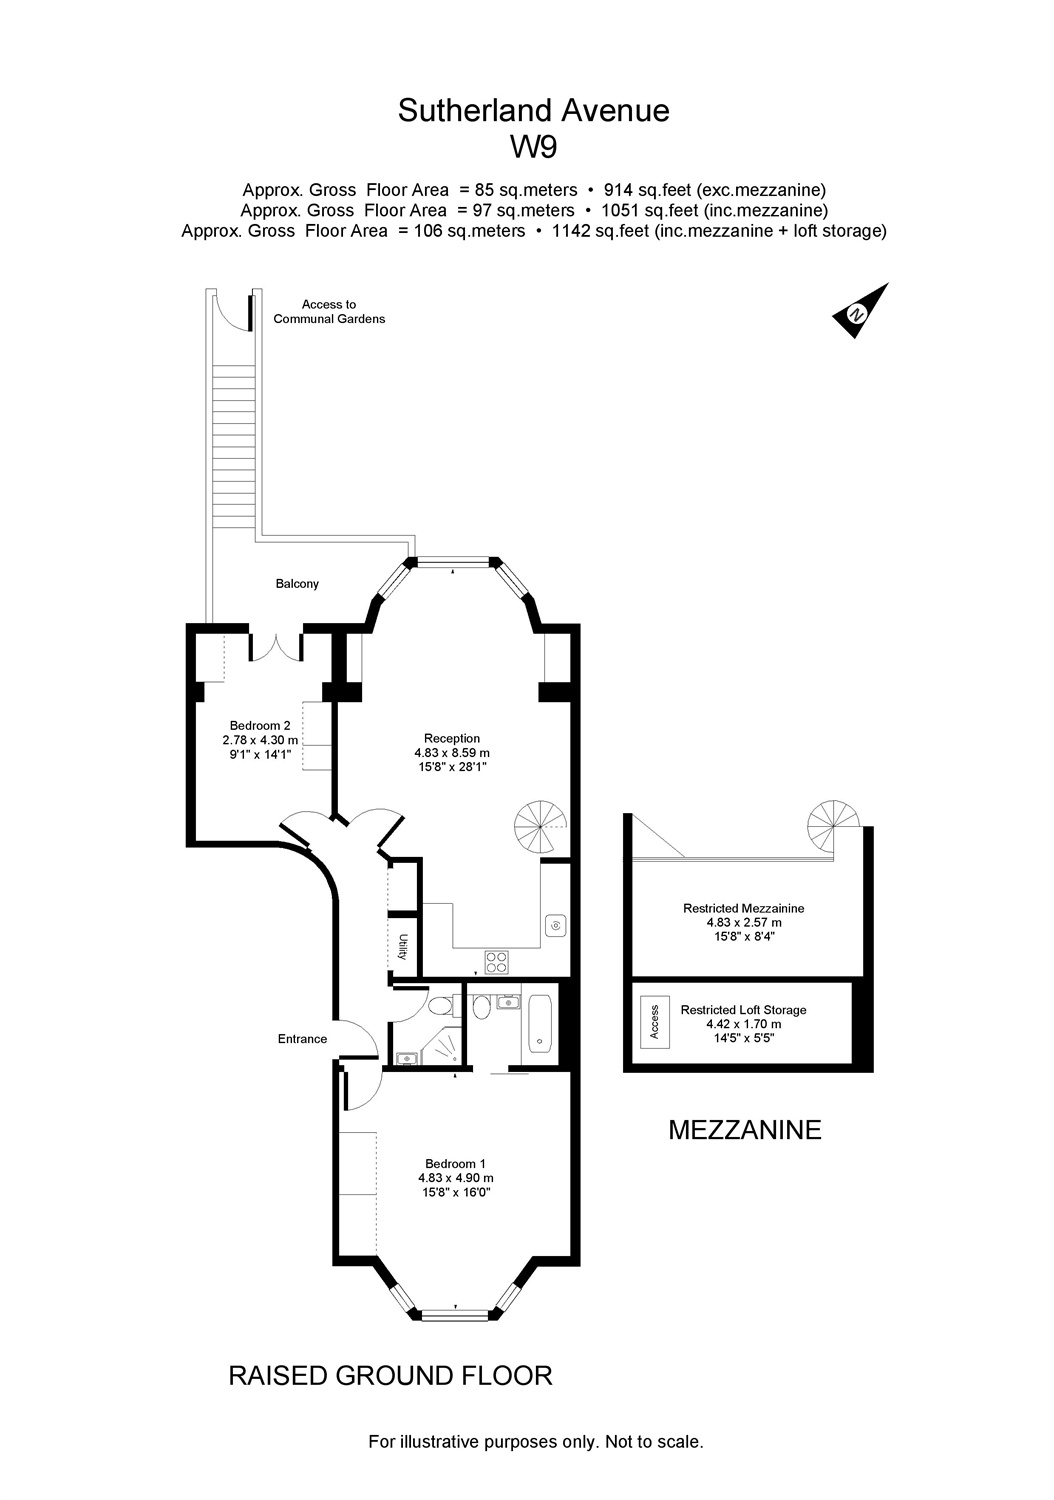 Sutherland Avenue
W9
Approx. Gross Floor Area = 85 sq.meters • 914 sq.feet (exc.mezzanine)
Approx. Gross Floor Area = 97 sq.meters • 1051 sq.feet (inc.mezzanine)
Approx. Gross Floor Area = 106 sq.meters • 1142 sq.feet (inc.mezzanine + loft storage)
Access to
Communal Gardens
N
Balcony
Bedroom 2
2.78 x 4.30 m
9'1" x 14'1"
Reception
4.83 x 8.59 m
15'8" x 28'1"
Utility
Entrance
Bedroom 1
4.83 x 4.90 m
15'8" x 16'0"
RAISED GROUND FLOOR
Restricted Mezzainine
4.83 x 2.57 m
15'8" x 8'4"
Access
Restricted Loft Storage
4.42 x 1.70 m
14'5" x 5'5"
MEZZANINE
For illustrative purposes only. Not to scale.